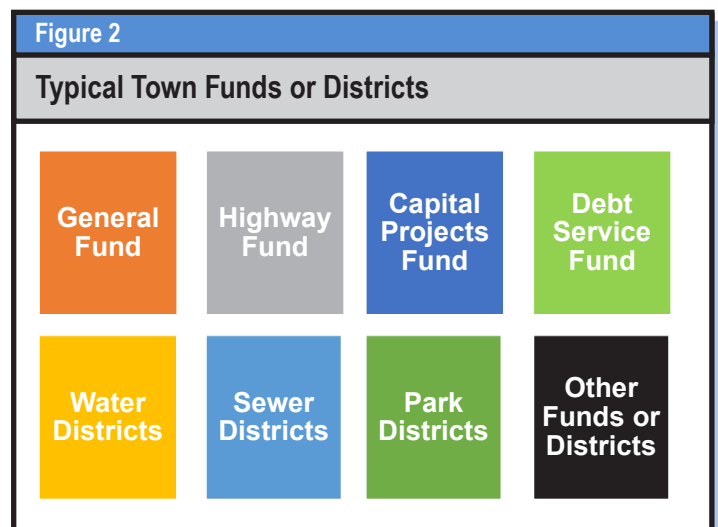 Figure 2
Typical Town Funds or Districts
General
Fund
Highway
Fund
Capital
Projects
Fund
Debt
Service
Fund
Water
Districts
Sewer
Districts
Park
Districts
Other
Funds or
Districts